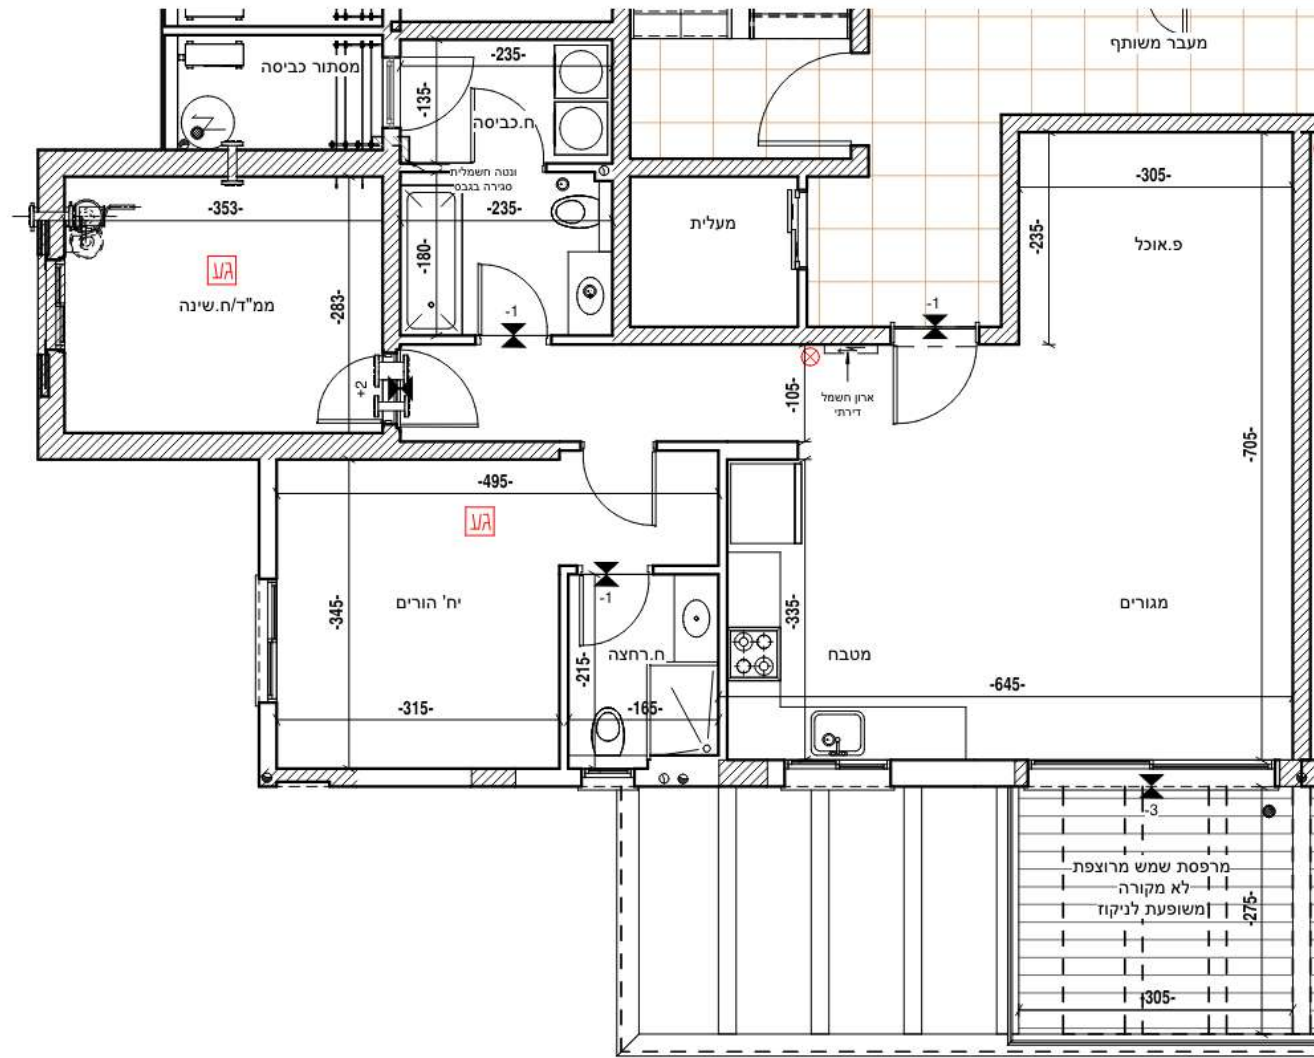 מעבר משותף
-235-
מסתור כביסה
-135-
ח.כביסה
ונטה חשמלית
סגירה בגבס
-305-
-353-
-235-
מעלית
-235-
פ.אוכל
-180-
גע
ממ"ד/ח.שינה
-283-
-1
-1
+2
-105-
ארון חשמל
דירתי
-705-
-495-
גע
-1
יח' הורים
-345-
-335-
מגורים
ח.רחצה
מטבח
-215-
-645-
-315-
-165-
-3
מרפסת שמש מרוצפת
לא מקורה
משופעת לניקוז
-275-
-305-